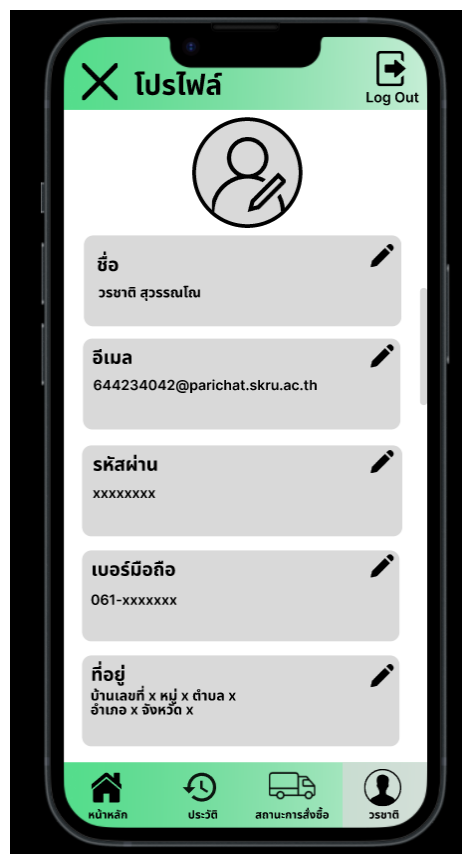 โปรไฟล์
Log Out
ชื่อ
วรชาติ สุวรรณโณ
อีเมล
644234042@parichat.skru.ac.th
รหัสผ่าน
xxxxxxxx
เบอร์มือถือ
061-xxxxxxx
ที่อยู่
บ้านเลขที่ x หมู่ x ตำบล x
อำเภอ x จังหวัด x
หน้าหลัก
ประวัติ
สถานะการสั่งซื้อ
วรชาติ